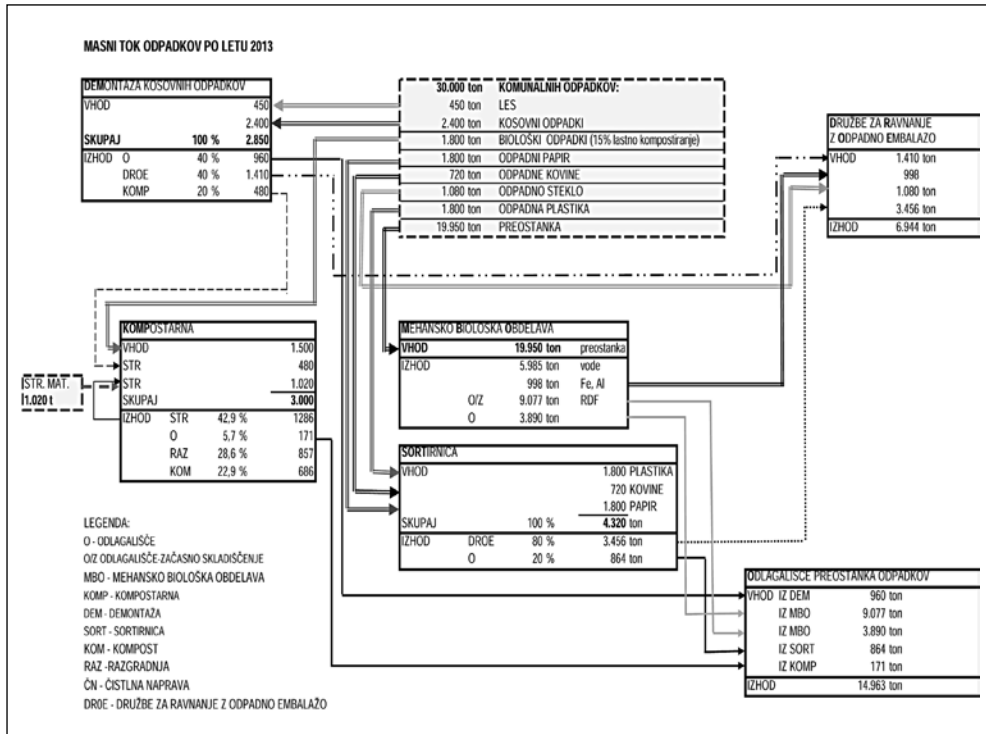 MASNI TOK ODPADKOV PO LETU 2013
DEMONTAZA KOSOVNIH ODPADKOV
VHOD 450
2.400
SKUPAJ 100 % 2.850
IZHOD O 40 % 960
DROE 40 % 1.410
KOMP 20 % 480
30.000 ton KOMUNALNIH ODPADKOV:
450 ton LES
2.400 ton KOSOVNI ODPADKI
1.800 ton BIOLOŠKI ODPADKI (15% lastno kompostiranje)
1.800 ton ODPADNI PAPIR
720 ton ODPADNE KOVINE
1.080 ton ODPADNO STEKLO
1.800 ton ODPADNA PLASTIKA
19.950 ton PREOSTANKA
DRUŽBE ZA RAVNANJE
Z ODPADNO EMBALAZO
VHOD 1.410 ton
998
1.080 ton
3.456 ton
IZHOD 6.944 ton
KOMPOSTARNA
VHOD 1.500
STR 480
STR 1.020
SKUPAJ 3.000
IZHOD STR 42,9 % 1286
O 5,7 % 171
RAZ 28,6 % 857
KOM 22,9 % 686
STR. MAT.
1.020 t
MEHANSKO BIOLOSKA OBDELAVA
VHOD 19.950 ton preostanka
IZHOD 5.985 ton vode
998 ton Fe, Al
O/Z 9.077 ton RDF
O 3.890 ton
SORTIRNICA
VHOD 1.800 PLASTIKA
720 KOVINE
1.800 PAPIR
SKUPAJ 100 % 4.320 ton
IZHOD DROE 80 % 3.456 ton
O 20 % 864 ton
ODLAGALISCE PREOSTANKA ODPADKOV
VHOD IZ DEM 960 ton
IZ MBO 9.077 ton
IZ MBO 3.890 ton
IZ SORT 864 ton
IZ KOMP 171 ton
IZHOD 14.963 ton
LEGENDA:
O - ODLAGALIŠČE
O/Z ODLAGALIŠČE-ZAČASNO SKLADIŠČENJE
MBO - MEHANSKO BIOLOŠKA OBDELAVA
KOMP - KOMPOSTARNA
DEM - DEMONTAŽA
SORT - SORTIRNICA
KOM - KOMPOST
RAZ -RAZGRADNJA
ČN - ČISTLNA NAPRAVA
DR0E - DRUŽBE ZA RAVNANJE Z ODPADNO EMBALAŽO